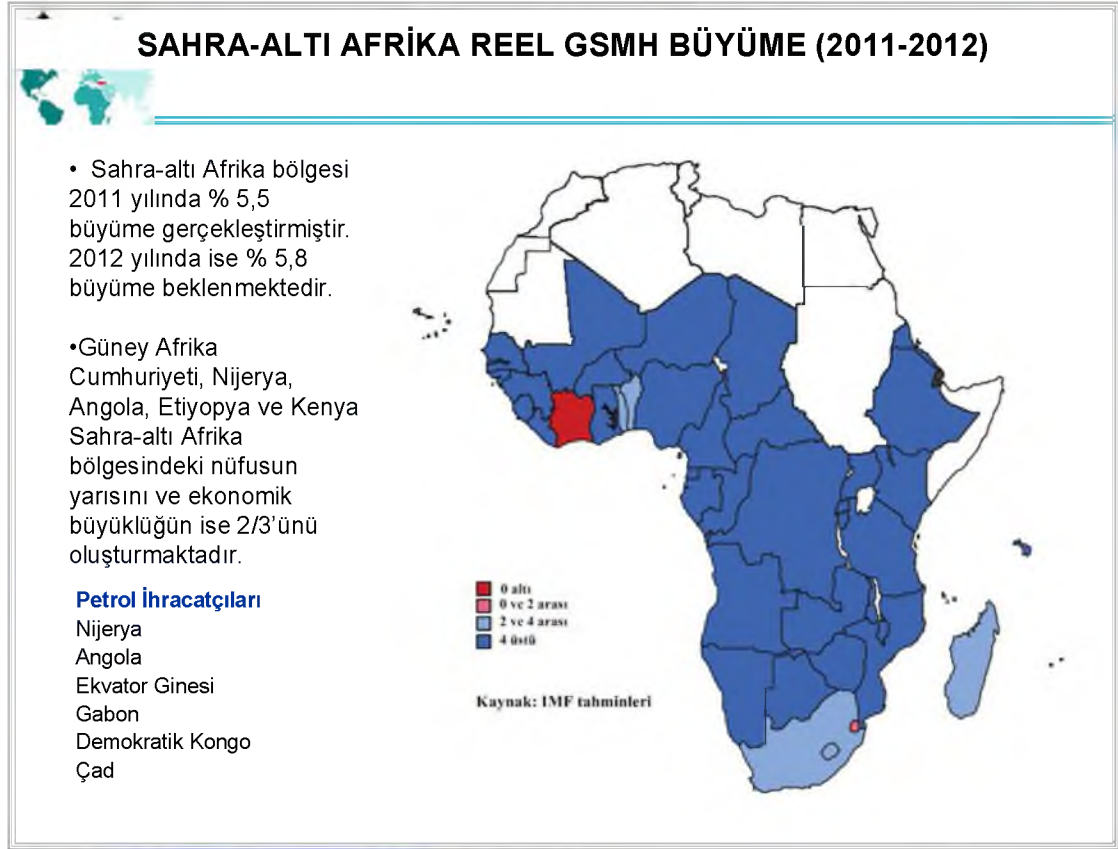 SAHRA-ALTI AFRİKA REEL GSMH BÜYÜME (2011-2012)
• Sahra-altı Afrika bölgesi
2011 yılında % 5,5
büyüme gerçekleştirmiştir.
2012 yılında ise % 5,8
büyüme beklenmektedir.
•Güney Afrika
Cumhuriyeti, Nijerya,
Angola, Etiyopya ve Kenya
Sahra-altı Afrika
bölgesindeki nüfusun
yarısını ve ekonomik
büyüklüğün ise 2/3'ünü
oluşturmaktadır.
Petrol İhracatçıları
Nijerya
Angola
Ekvator Ginesi
Gabon
Demokratik Kongo
Çad
0 altı
0 ve 2 arası
2 ve 4 arası
4 üstü
Kaynak: IMF tahminleri